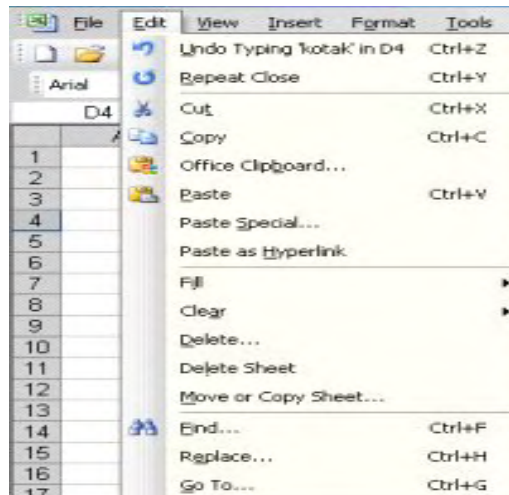 File Edit View Insert Format Tools
Undo Typing 'kotak' in D4 Ctrl+Z
Repeat Close Ctrl+Y
Arial
Cut Ctrl+X
D4
Copy Ctrl+C
Office Clipboard...
Paste Ctrl+V
Paste Special...
Paste as Hyperlink
Fill
Clear
Delete...
Delete Sheet
Move or Copy Sheet...
Find... Ctrl+F
Replace... Ctrl+H
Go To... Ctrl+G
1
2
3
4
5
6
7
8
9
10
11
12
13
14
15
16
17